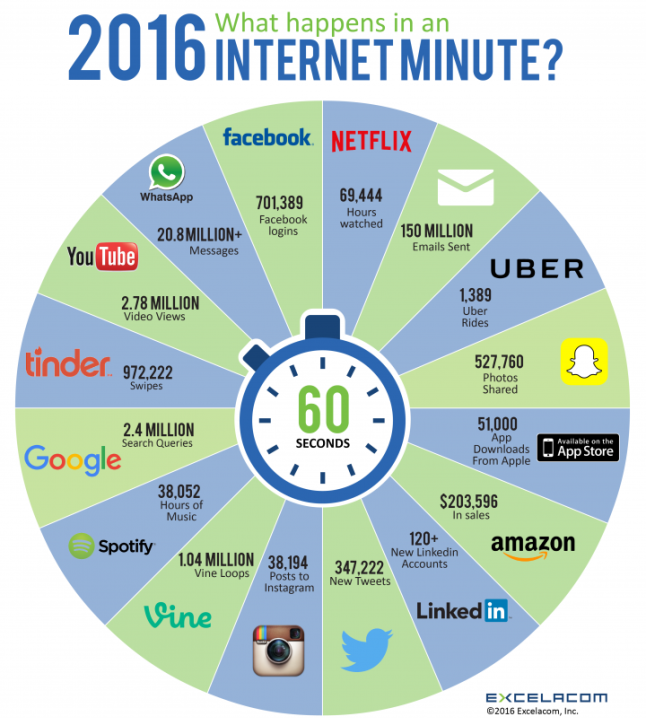 2016 What happens in an
INTERNET MINUTE?
facebook
701,389
Facebook
logins
NETFLIX
69,444
Hours
watched
150 MILLION
Emails Sent
UBER
1,389
Uber
Rides
527,760
Photos
Shared
51,000
App
Downloads
From Apple
Available on the
App Store
$203,596
In sales
amazon
120+
New Linkedin
Accounts
Linked in
347,222
New Tweets
38,194
Posts to
Instagram
1.04 MILLION
Vine Loops
Vine
38,052
Hours of
Music
Spotify
2.4 MILLION
Search Queries
Google
tinder
972,222
Swipes
YouTube
2.78 MILLION
Video Views
WhatsApp
20.8 MILLION+
Messages
60
SECONDS
EXCELACOM
©2016 Excelacom, Inc.